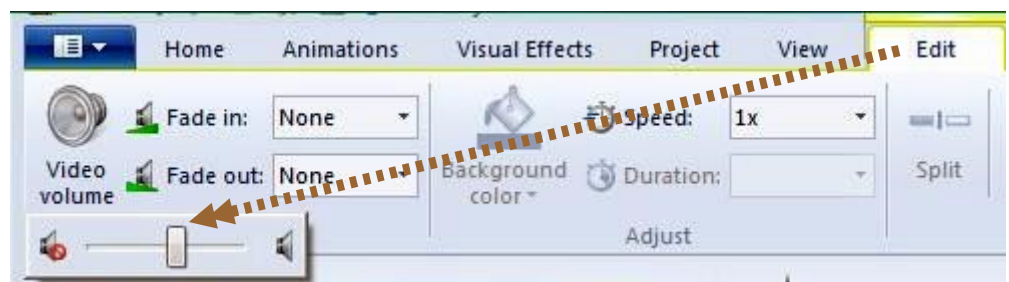 Home Animations Visual Effects Project View Edit
Fade in: None Speed: 1x
Video volume Fade out: None Background color Duration: Split
Adjust